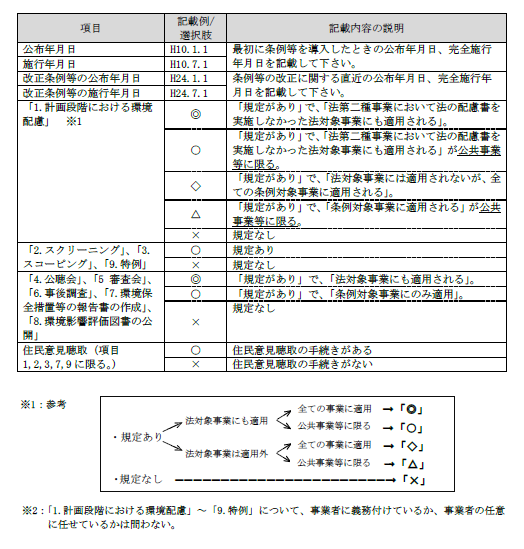 項目 記載例/選択肢 記載内容の説明
公布年月日 H10.1.1 最初に条例等を導入したときの公布年月日、完全施行
施行年月日 H10.7.1 年月日を記載して下さい。
改正条例等の公布年月日 H24.1.1 条例等の改正に関する直近の公布年月日、完全施行年
改正条例等の施行年月日 H24.7.1 月日を記載して下さい。
「1.計画段階における環境
配慮」 ※1
◎ 「規定があり」で、「法第二種事業において法の配慮書を
実施しなかった法対象事業にも適用される」。
○ 「規定があり」で、「法第二種事業において法の配慮書を
実施しなかった法対象事業にも適用される」が公共事業
等に限る。
◇ 「規定があり」で、「法対象事業には適用されないが、全
ての条例対象事業に適用される」。
△ 「規定があり」で、「条例対象事業に適用される」が公共
事業等に限る。
× 規定なし
「2.スクリーニング」、「3. ○ 規定あり
スコーピング」、「9.特例」 × 規定なし
「4.公聴会」、「5 審査会」、 ◎ 「規定があり」で、「法対象事業にも適用される」。
「6.事後調査」、「7.環境保 ○ 「規定があり」で、「条例対象事業にのみ適用」。
全措置等の報告書の作成」、
「8.環境影響評価図書の公
開」
× 規定なし
住民意見聴取（項目 ○ 住民意見聴取の手続きがある
1,2,3,7,9に限る。） × 住民意見聴取の手続きがない
※1：参考
・規定あり
法対象事業にも適用
全ての事業に適用 →「◎」
公共事業等に限る →「○」
法対象事業は適用外
全ての事業に適用 →「◇」
公共事業等に限る →「△」
・規定なし →「×」
※2：「1.計画段階における環境配慮」～「9.特例」について、事業者に義務付けているか、事業者の任意
に任せているかは問わない。